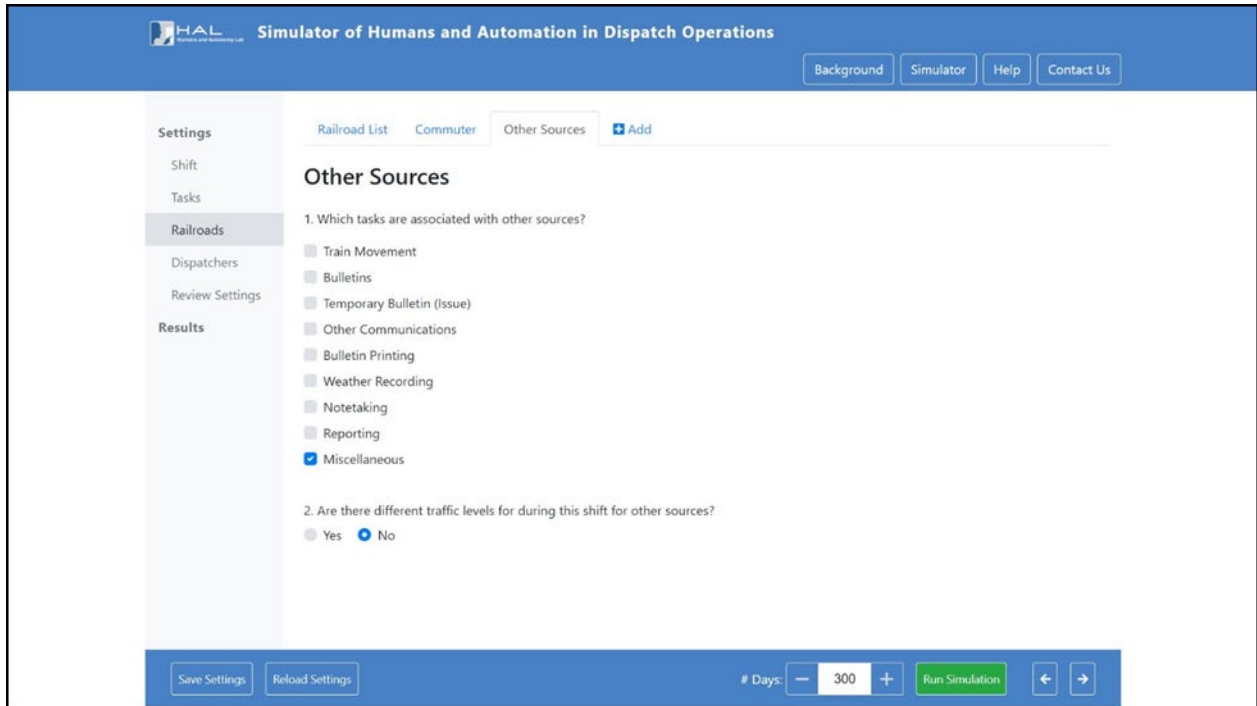 HAL
Humans and Autonomy Lab
Simulator of Humans and Automation in Dispatch Operations
Background Simulator Help Contact Us
Settings
Shift
Tasks
Railroads
Dispatchers
Review Settings
Results
Railroad List Commuter Other Sources Add
Other Sources
1. Which tasks are associated with other sources?
Train Movement
Bulletins
Temporary Bulletin (Issue)
Other Communications
Bulletin Printing
Weather Recording
Notetaking
Reporting
Miscellaneous
2. Are there different traffic levels for during this shift for other sources?
Yes No
Save Settings Reload Settings # Days: — 300 + Run Simulation ← →